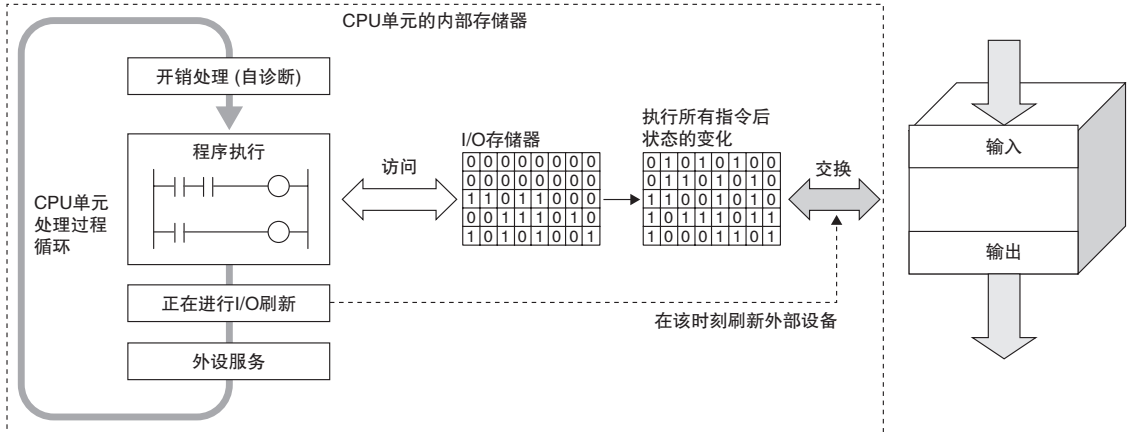 CPU单元的内部存储器
开销处理 (自诊断)
程序执行
CPU单元
处理过程
循环
访问
I/O存储器
0 0 0 0 0 0 0 0
0 0 0 0 0 0 0 0
1 1 0 1 1 0 0 0
0 0 1 1 1 0 1 0
1 0 1 0 1 0 0 1
执行所有指令后
状态的变化
0 1 0 1 0 1 0 0
0 1 1 0 1 0 1 0
1 1 0 0 1 0 1 0
1 0 1 1 1 0 1 1
1 0 0 0 1 1 0 1
交换
输入
输出
正在进行I/O刷新
在该时刻刷新外部设备
外设服务